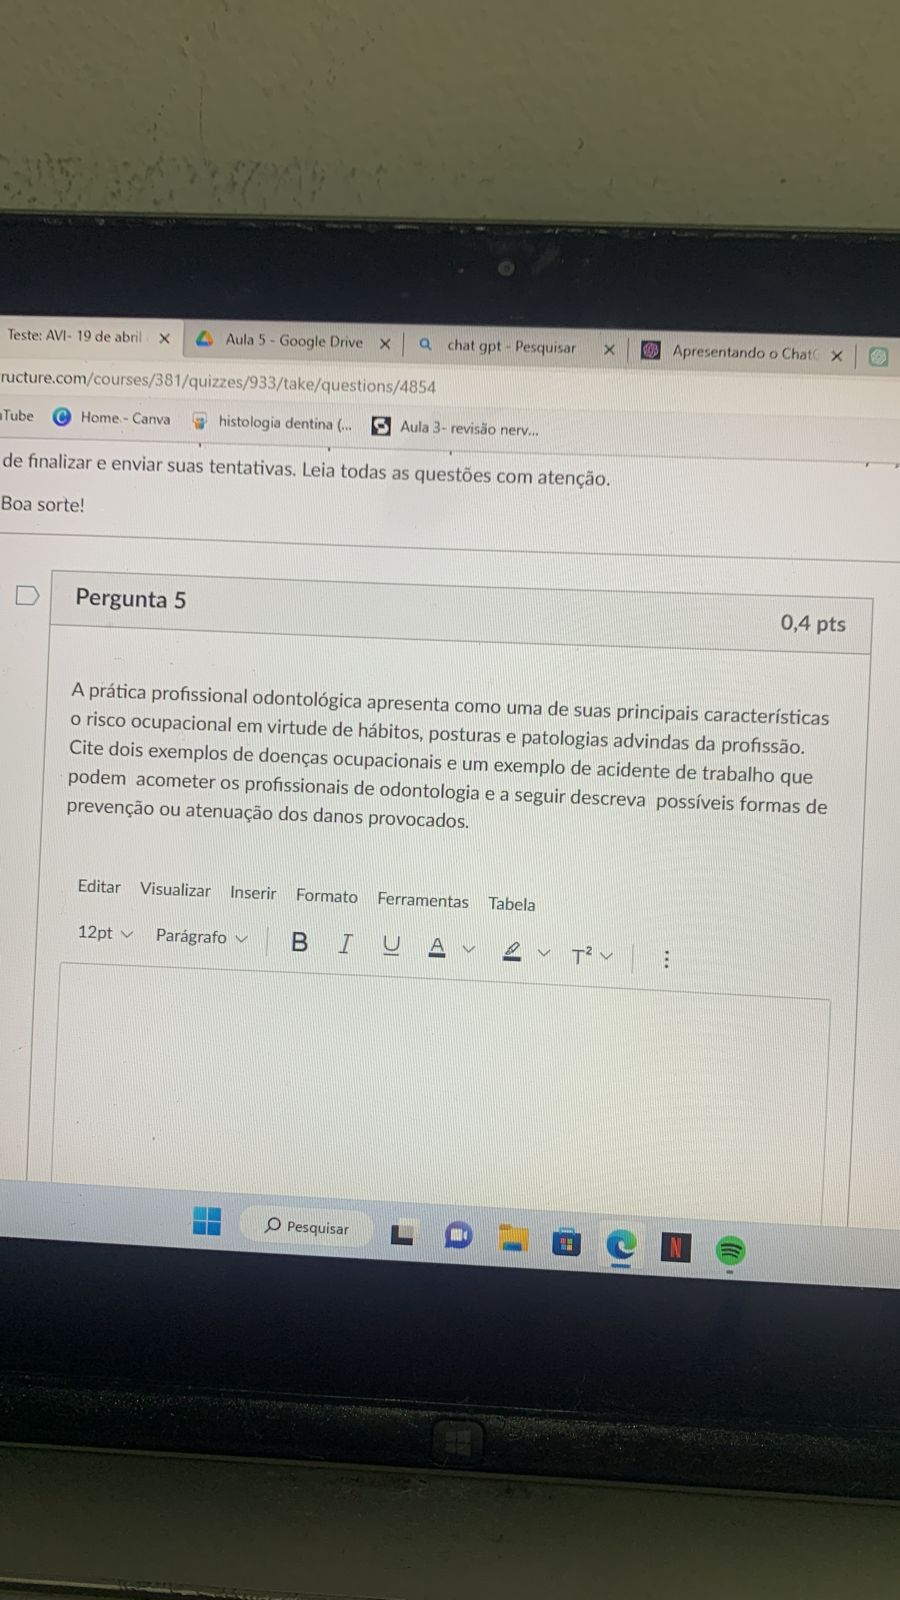 Teste: AVI- 19 de abril
Aula 5 - Google Drive
chat gpt - Pesquisar
Apresentando o ChatG
ructure.com/courses/381/quizzes/933/take/questions/4854
Tube
Home - Canva
histologia dentina (...
Aula 3- revisão nerv...
de finalizar e enviar suas tentativas. Leia todas as questões com atenção.
Boa sorte!
Pergunta 5
0,4 pts
A prática profissional odontológica apresenta como uma de suas principais características
o risco ocupacional em virtude de hábitos, posturas e patologias advindas da profissão.
Cite dois exemplos de doenças ocupacionais e um exemplo de acidente de trabalho que
podem acometer os profissionais de odontologia e a seguir descreva possíveis formas de
prevenção ou atenuação dos danos provocados.
Editar Visualizar Inserir Formato Ferramentas Tabela
12pt Parágrafo B I U A T²
Pesquisar
N